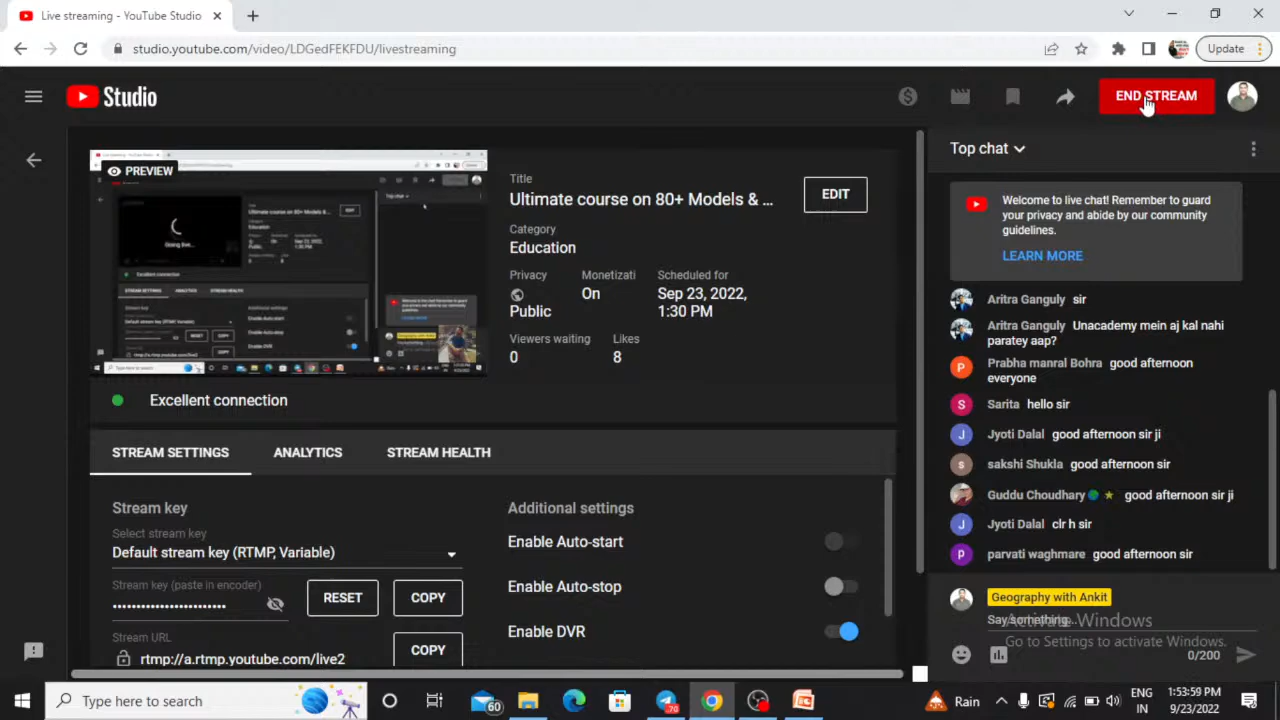 Live streaming - YouTube Studio
studio.youtube.com/video/LDGedFEKFDU/livestreaming
Update
Studio
END STREAM
PREVIEW
Going live...
Title
Ultimate course on 80+ Models & ...
EDIT
Category
Education
Privacy
Monetizati
Scheduled for
Public
On
Sep 23, 2022,
1:30 PM
Viewers waiting
Likes
0
8
Excellent connection
STREAM SETTINGS
ANALYTICS
STREAM HEALTH
Stream key
Select stream key
Default stream key (RTMP, Variable)
Stream key (paste in encoder)
RESET
COPY
Stream URL
rtmp://a.rtmp.youtube.com/live2
COPY
Additional settings
Enable Auto-start
Enable Auto-stop
Enable DVR
Top chat
Welcome to live chat! Remember to guard
your privacy and abide by our community
guidelines.
LEARN MORE
Aritra Ganguly sir
Aritra Ganguly Unacademy mein aj kal nahi
paratey aap?
P Prabha manral Bohra good afternoon
everyone
S Sarita hello sir
J Jyoti Dalal good afternoon sir ji
s sakshi Shukla good afternoon sir
Guddu Choudhary good afternoon sir ji
J Jyoti Dalal clr h sir
p parvati waghmare good afternoon sir
Geography with Ankit
Say something...
Activate Windows
Go to Settings to activate Windows.
0/200
Type here to search
60
70
Rain
ENG
IN
1:53:59 PM
9/23/2022